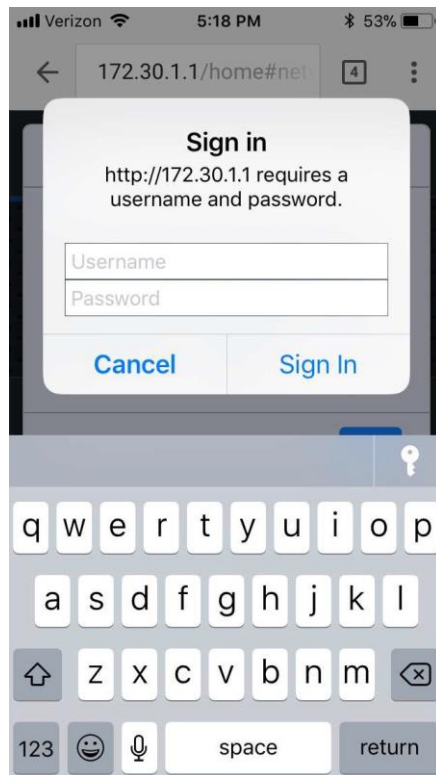 Verizon 5:18 PM 53%
172.30.1.1/home#net 4
Sign in
http://172.30.1.1 requires a
username and password.
Username
Password
Cancel Sign In
q w e r t y u i o p
a s d f g h j k l
z x c v b n m
123 space return